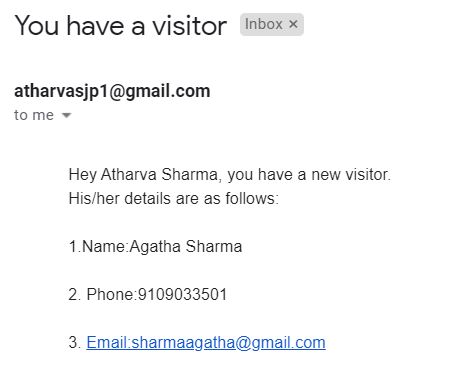 You have a visitor Inbox ×
atharvasjp1@gmail.com
to me
Hey Atharva Sharma, you have a new visitor.
His/her details are as follows:
1.Name:Agatha Sharma
2. Phone:9109033501
3. Email:sharmaagatha@gmail.com